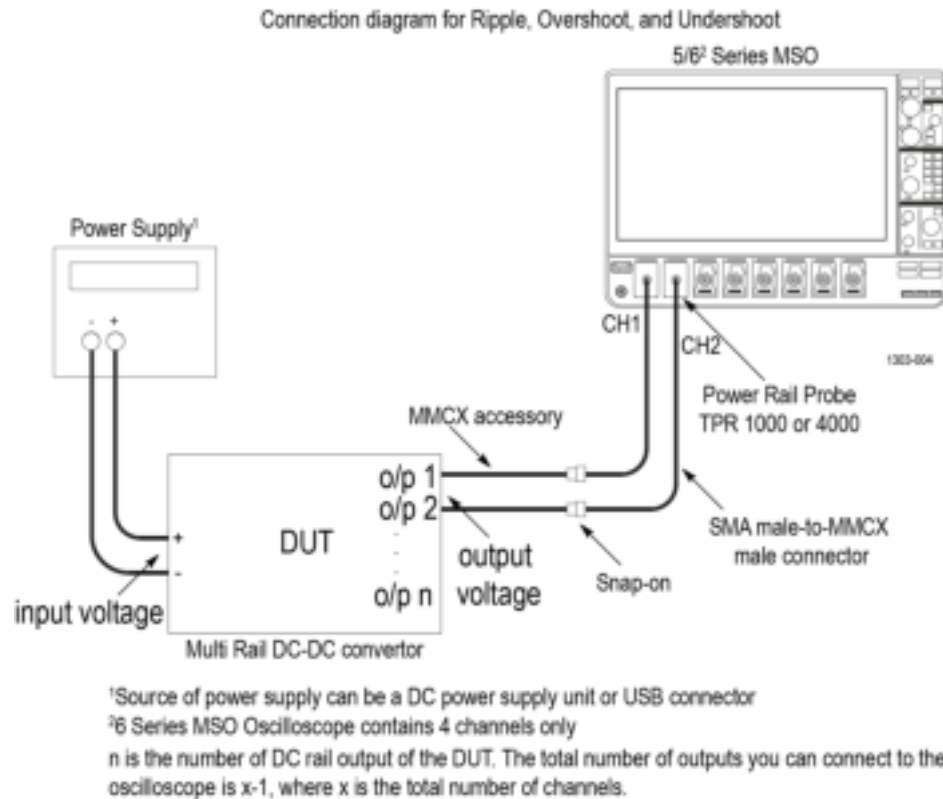 Connection diagram for Ripple, Overshoot, and Undershoot
5/6² Series MSO
Power Supply¹
- +
CH1
CH2
1303-004
Power Rail Probe
TPR 1000 or 4000
MMCX accessory
o/p 1
o/p 2
+
DUT
-
output
voltage
SMA male-to-MMCX
male connector
Snap-on
o/p n
input voltage
Multi Rail DC-DC convertor
¹Source of power supply can be a DC power supply unit or USB connector
²6 Series MSO Oscilloscope contains 4 channels only
n is the number of DC rail output of the DUT. The total number of outputs you can connect to the
oscilloscope is x-1, where x is the total number of channels.